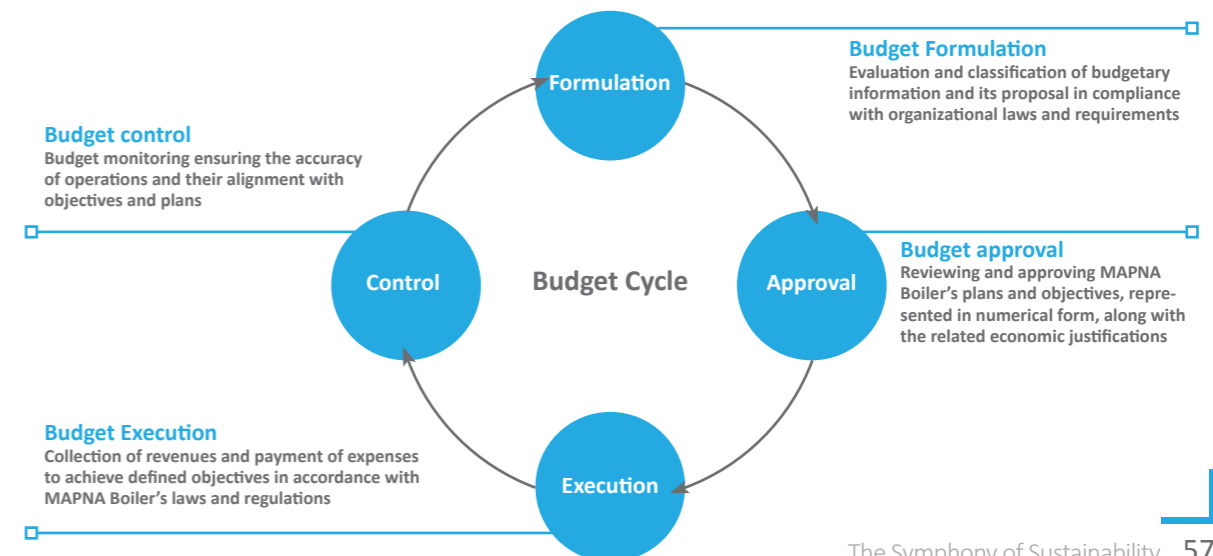 Formulation
Budget Formulation
Evaluation and classification of budgetary
information and its proposal in compliance
with organizational laws and requirements
Budget control
Budget monitoring ensuring the accuracy
of operations and their alignment with
objectives and plans
Control
Budget Cycle
Approval
Budget approval
Reviewing and approving MAPNA
Boiler’s plans and objectives, repre-
sented in numerical form, along with
the related economic justifications
Budget Execution
Collection of revenues and payment of expenses
to achieve defined objectives in accordance with
MAPNA Boiler’s laws and regulations
Execution
The Symphony of Sustainability 57